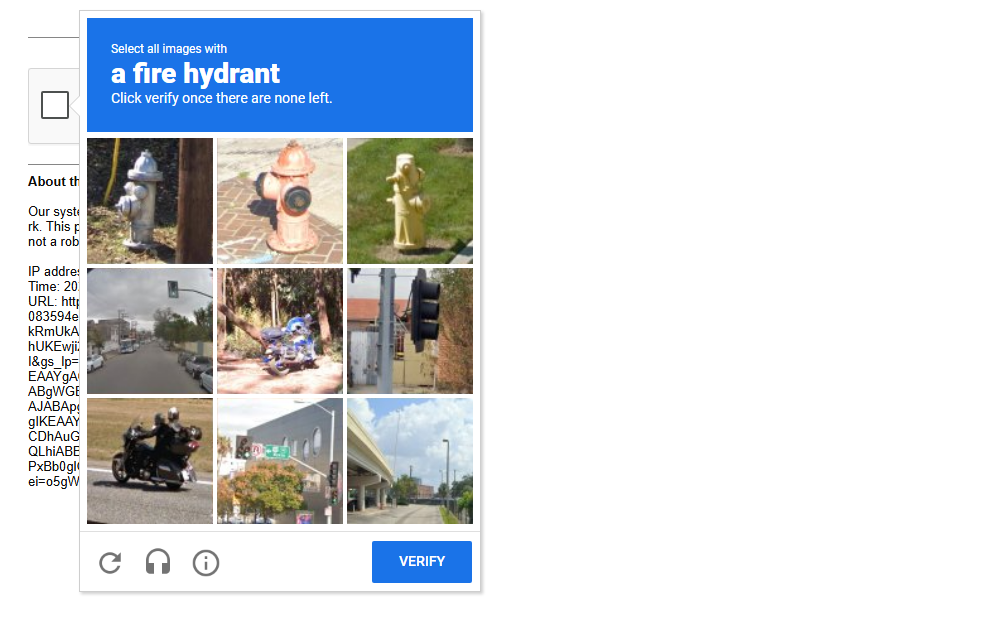 Select all images with
a fire hydrant
Click verify once there are none left.
About th
Our syste
rk. This p
not a rob
IP addres
Time: 20
URL: http
083594e
kRmUkA
hUKEwji
I&gs_lp=
EAAYgA
ABgWGE
AJABApg
gIKEAAY
CDhAuG
QLhiABE
PxBb0gI
ei=o5gW
VERIFY